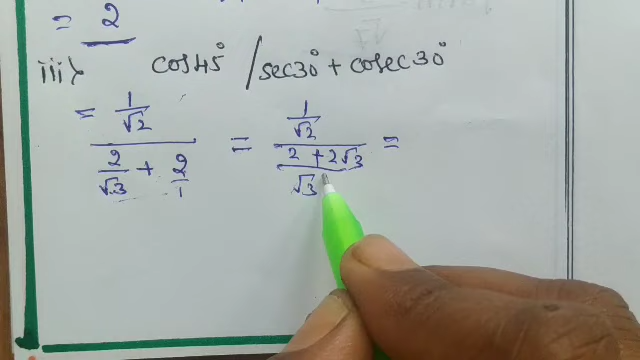 = 2
iii) cos45° / sec30° + cosec30°
= 1/√2 / 2/√3 + 2/1 = 1/√2 / 2 + 2√3/√3 =